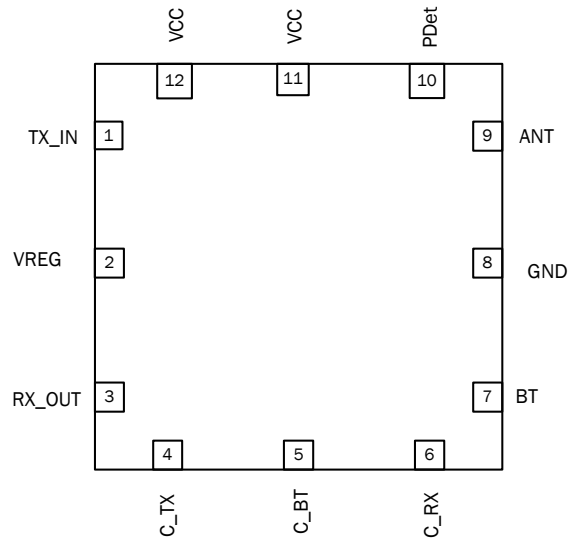 VCC
VCC
PDet
12
11
10
TX_IN
1
9
ANT
VREG
2
8
GND
RX_OUT
3
7
BT
4
5
6
C_TX
C_BT
C_RX